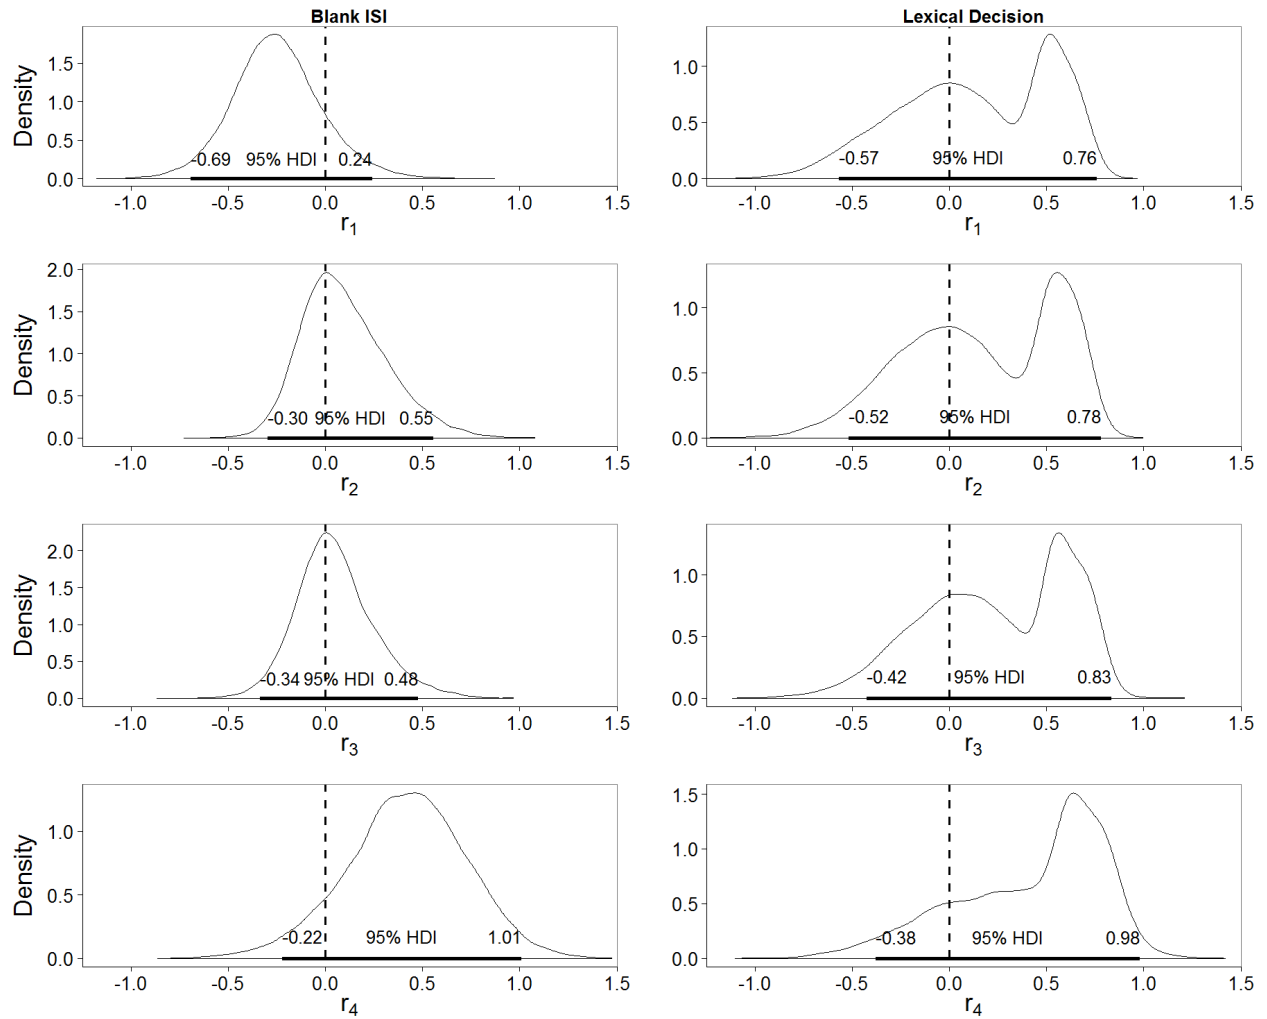 Blank ISI
Density
1.5
1.0
0.5
0.0
-0.69 95% HDI 0.24
-1.0 -0.5 0.0 0.5 1.0 1.5
r1
Lexical Decision
1.0
0.5
0.0
-0.57 95% HDI 0.76
-1.0 -0.5 0.0 0.5 1.0 1.5
r1
Density
2.0
1.5
1.0
0.5
0.0
-0.30 95% HDI 0.55
-1.0 -0.5 0.0 0.5 1.0 1.5
r2
1.0
0.5
0.0
-0.52 95% HDI 0.78
-1.0 -0.5 0.0 0.5 1.0 1.5
r2
Density
2.0
1.5
1.0
0.5
0.0
-0.34 95% HDI 0.48
-1.0 -0.5 0.0 0.5 1.0 1.5
r3
1.0
0.5
0.0
-0.42 95% HDI 0.83
-1.0 -0.5 0.0 0.5 1.0 1.5
r3
Density
1.0
0.5
0.0
-0.22 95% HDI 1.01
-1.0 -0.5 0.0 0.5 1.0 1.5
r4
1.5
1.0
0.5
0.0
-0.38 95% HDI 0.98
-1.0 -0.5 0.0 0.5 1.0 1.5
r4